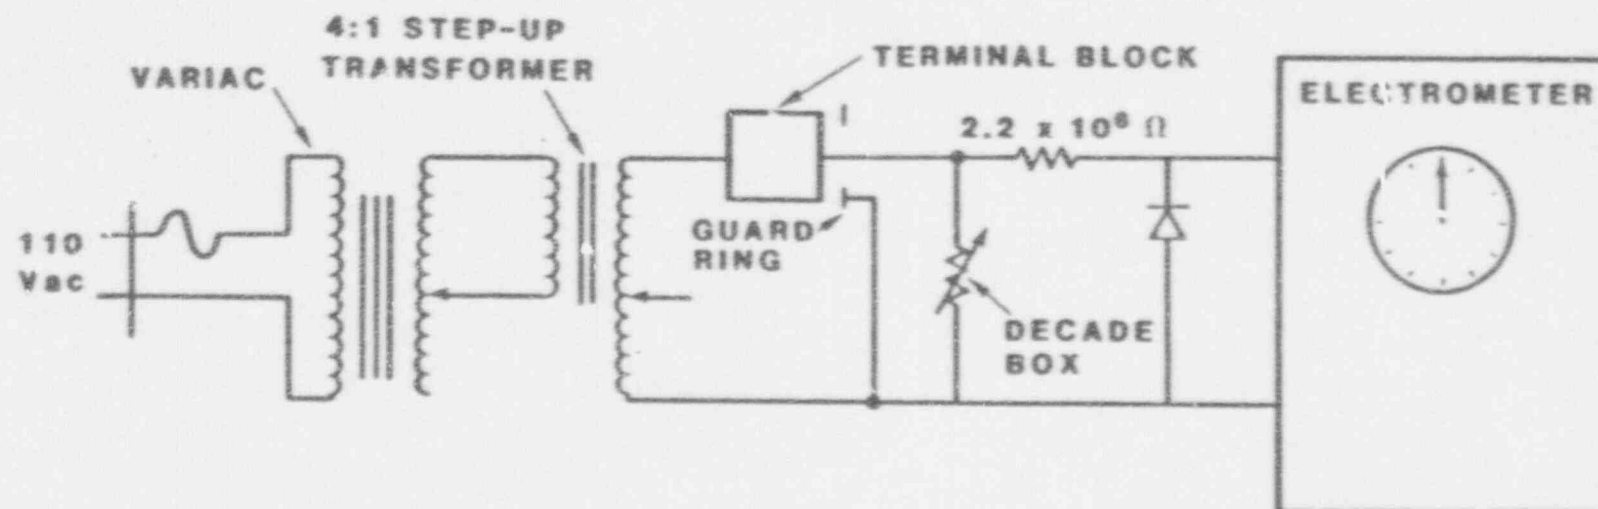 4:1 STEP-UP
TRANSFORMER
VARIAC
TERMINAL BLOCK
ELECTROMETER
I
2.2 x 10⁶ Ω
110
Vac
GUARD
RING
DECADE
BOX